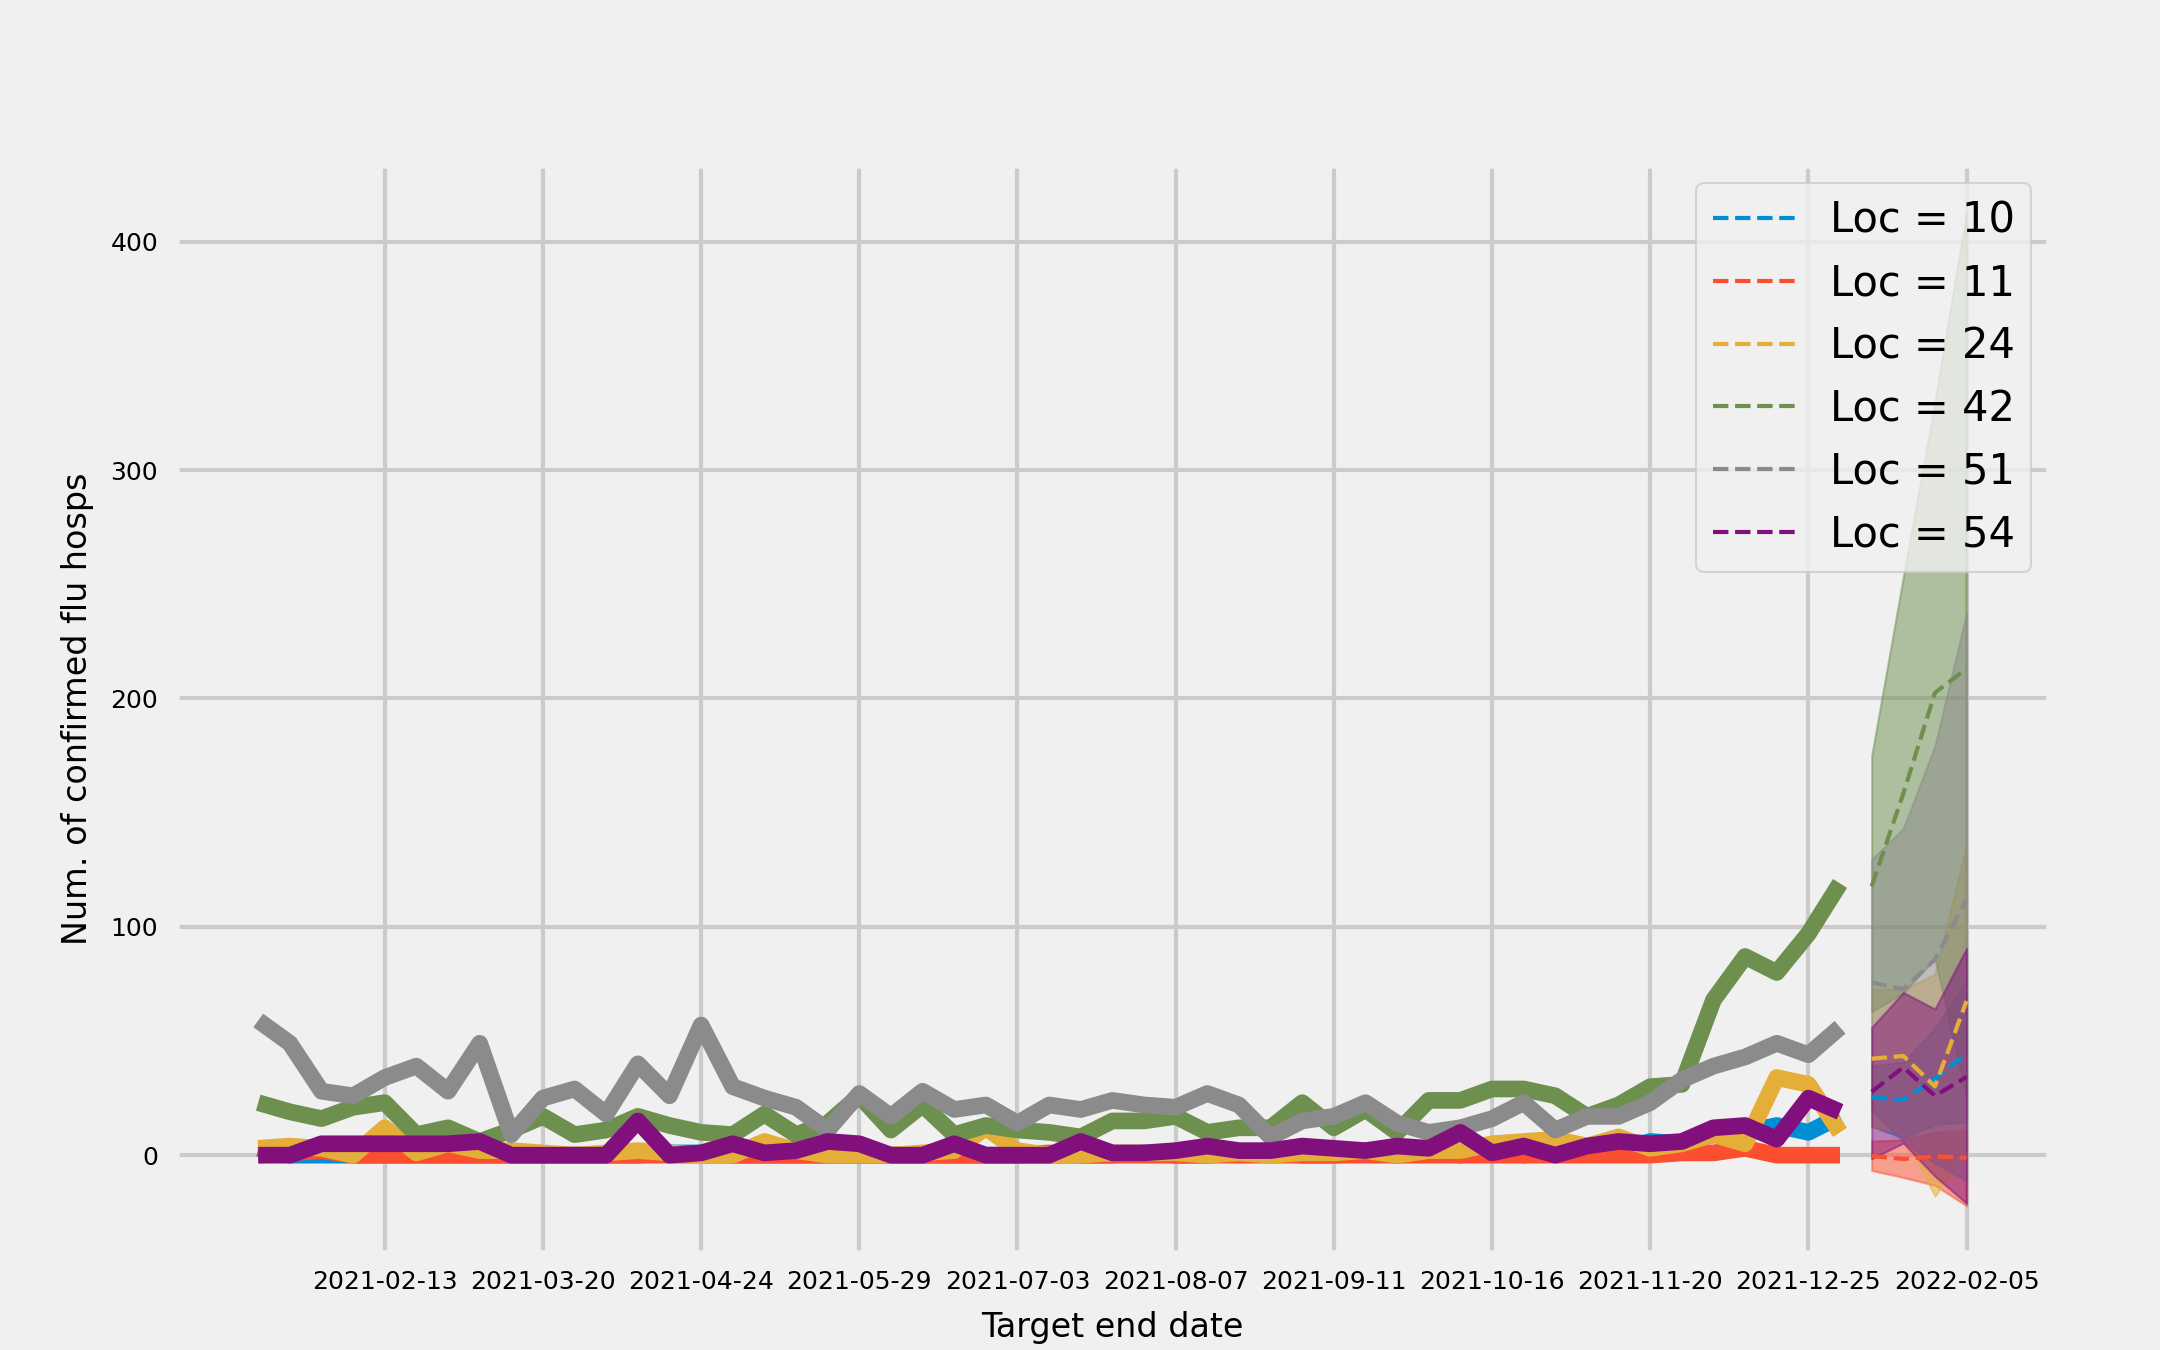 Loc = 10
Loc = 11
Loc = 24
Loc = 42
Loc = 51
Loc = 54
400
300
200
100
0
Num. of confirmed flu hosps
2021-02-13 2021-03-20 2021-04-24 2021-05-29 2021-07-03 2021-08-07 2021-09-11 2021-10-16 2021-11-20 2021-12-25 2022-02-05
Target end date